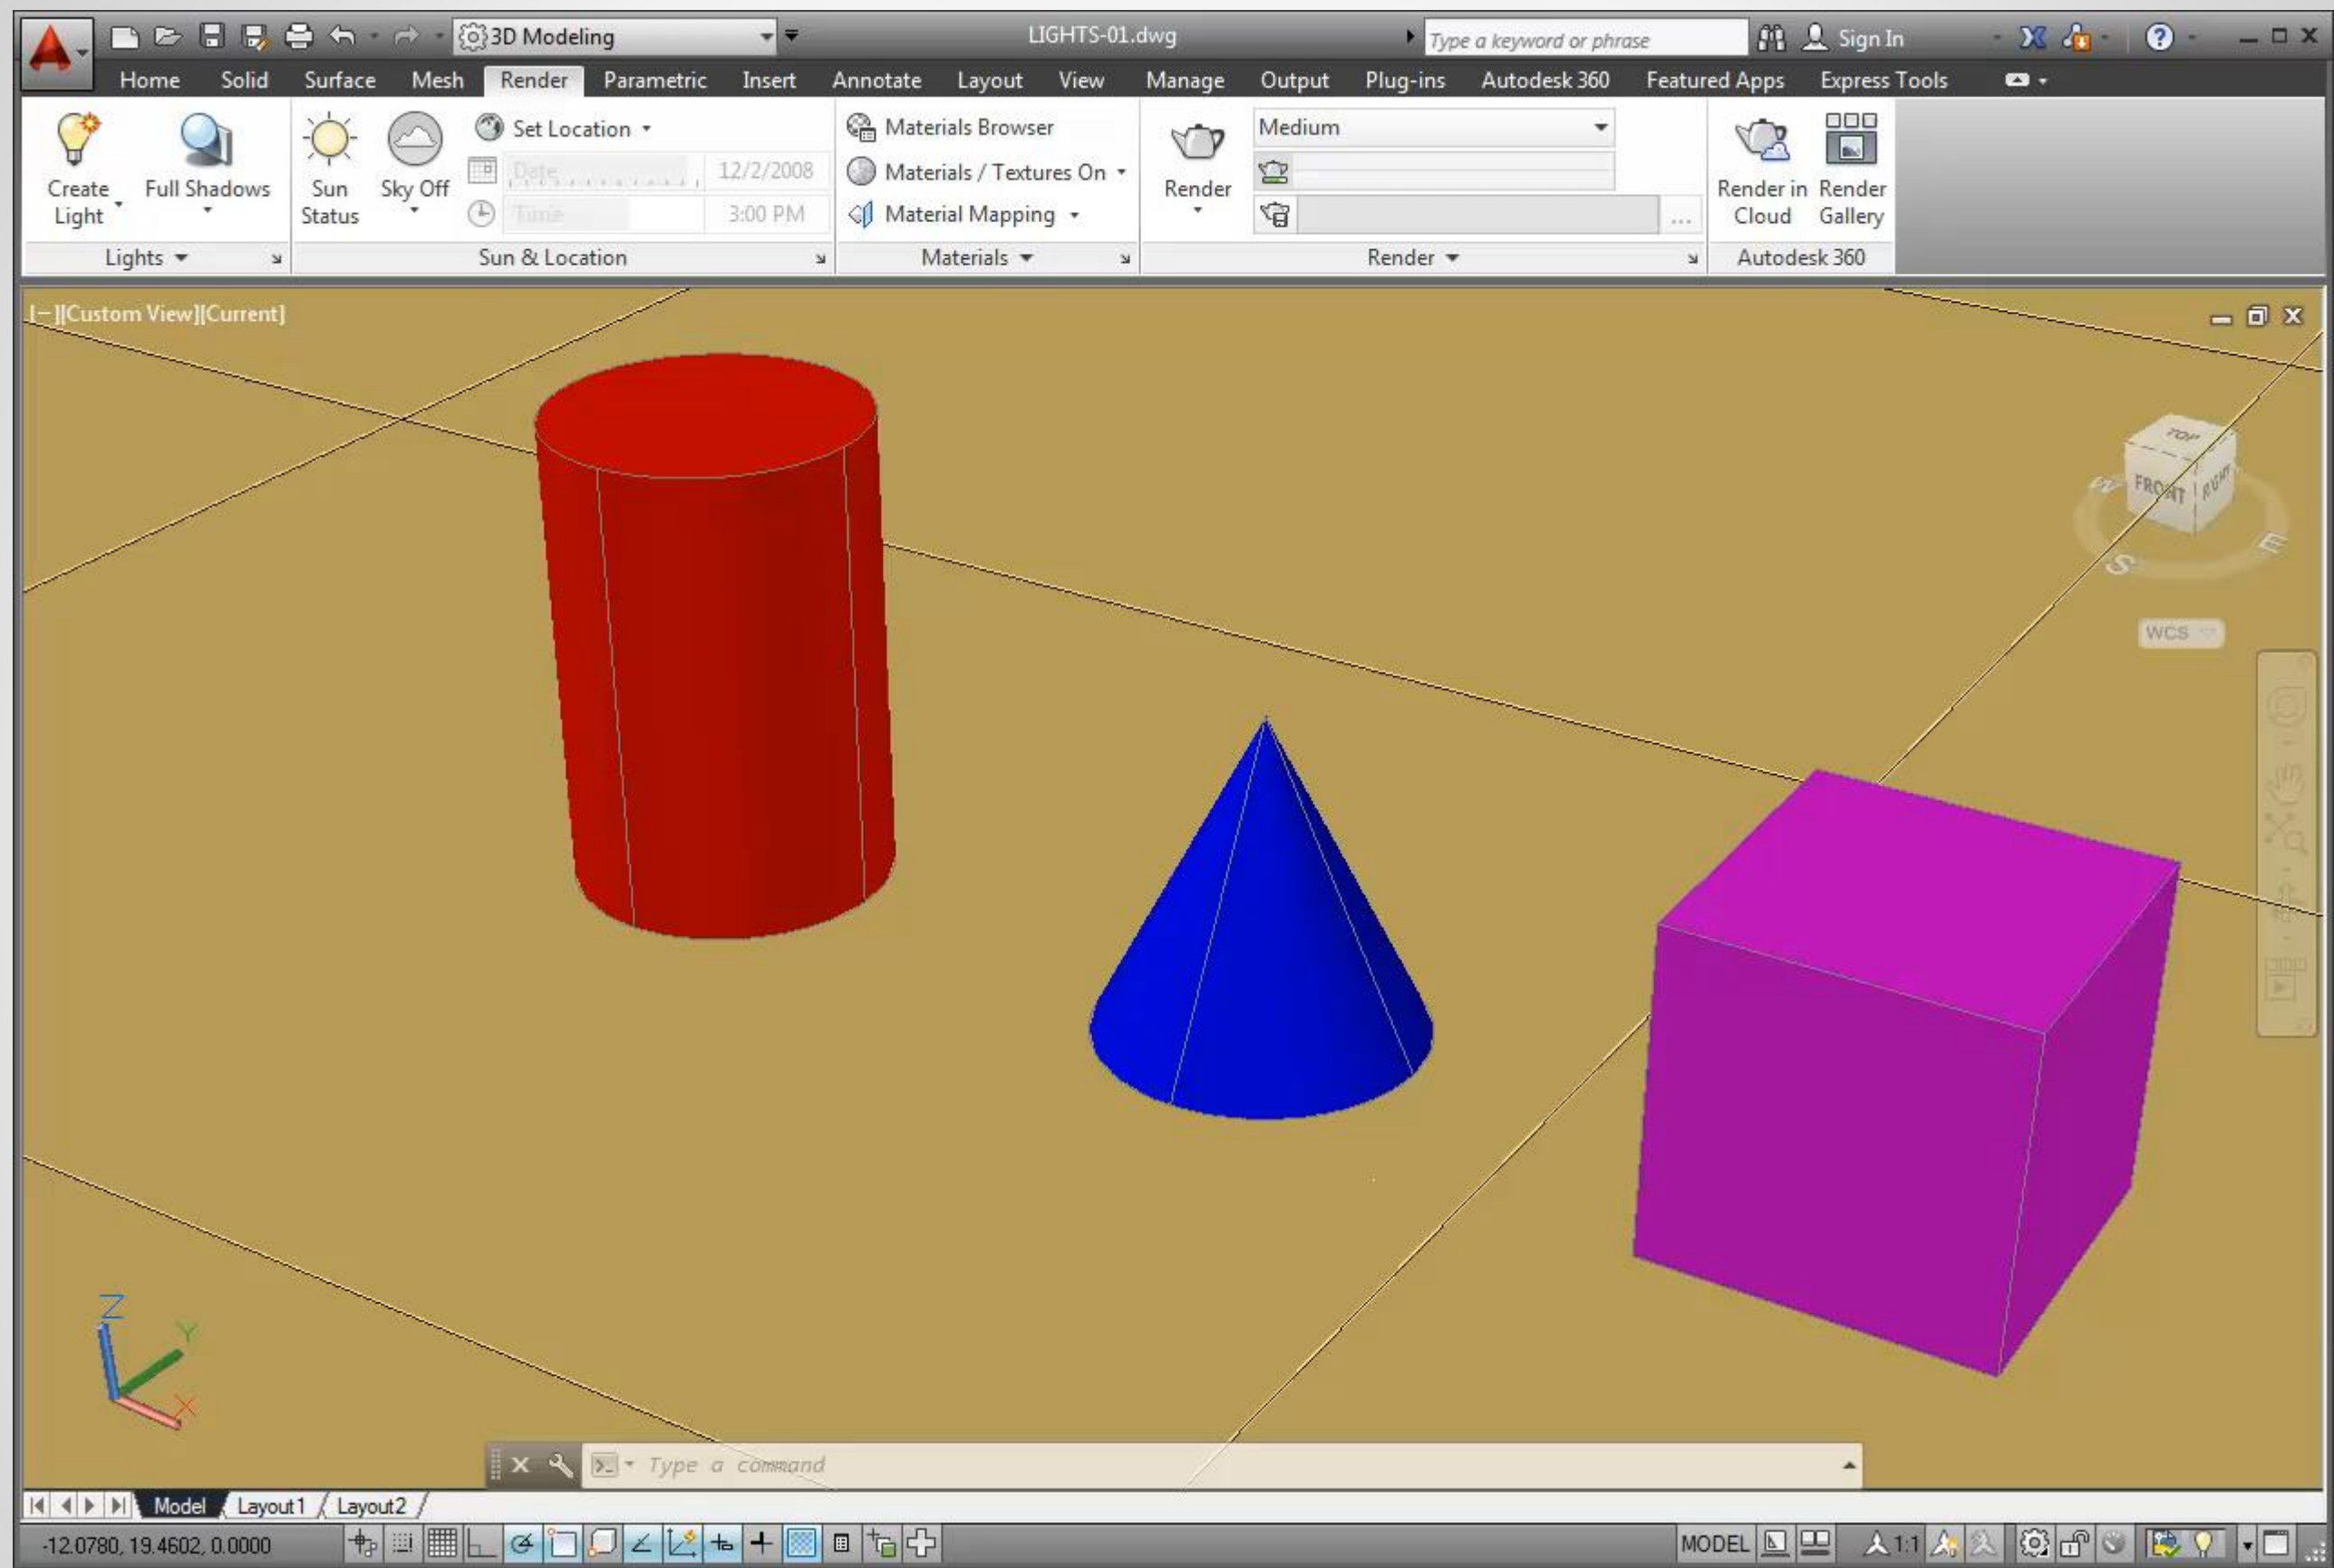 3D Modeling LIGHTS-01.dwg Type a keyword or phrase Sign In
Home Solid Surface Mesh Render Parametric Insert Annotate Layout View Manage Output Plug-ins Autodesk 360 Featured Apps Express Tools
Create Light
Full Shadows
Sun Status
Sky Off
Set Location
Date 12/2/2008
Time 3:00 PM
Materials Browser
Materials / Textures On
Material Mapping
Render
Medium
...
Render in Cloud
Render Gallery
Lights Sun & Location Materials Render Autodesk 360
[−][Custom View][Current]
TOP
FRONT RIGHT
W
S
E
WCS
Z
Y
X
Type a command
Model Layout1 Layout2
-12.0780, 19.4602, 0.0000 MODEL 1:1